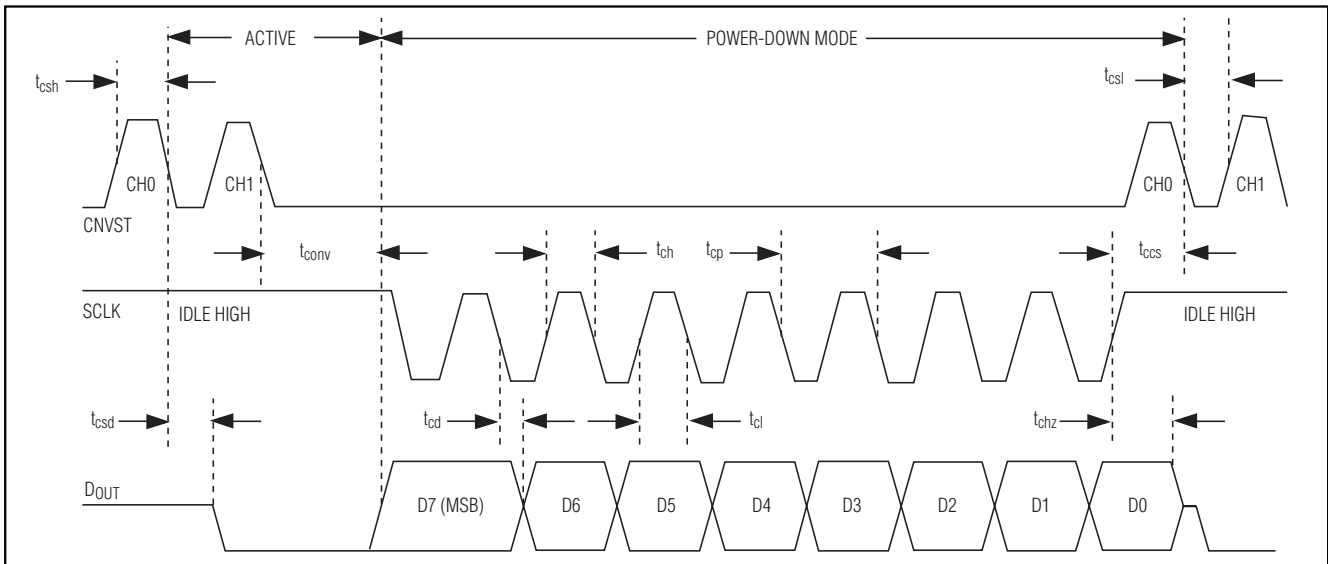 ACTIVE POWER-DOWN MODE
tcsh tcsl
CH0 CH1 CH0 CH1
CNVST
tconv tch tcp tccs
SCLK IDLE HIGH IDLE HIGH
tcsd tcd tcl tchz
DOUT D7 (MSB) D6 D5 D4 D3 D2 D1 D0